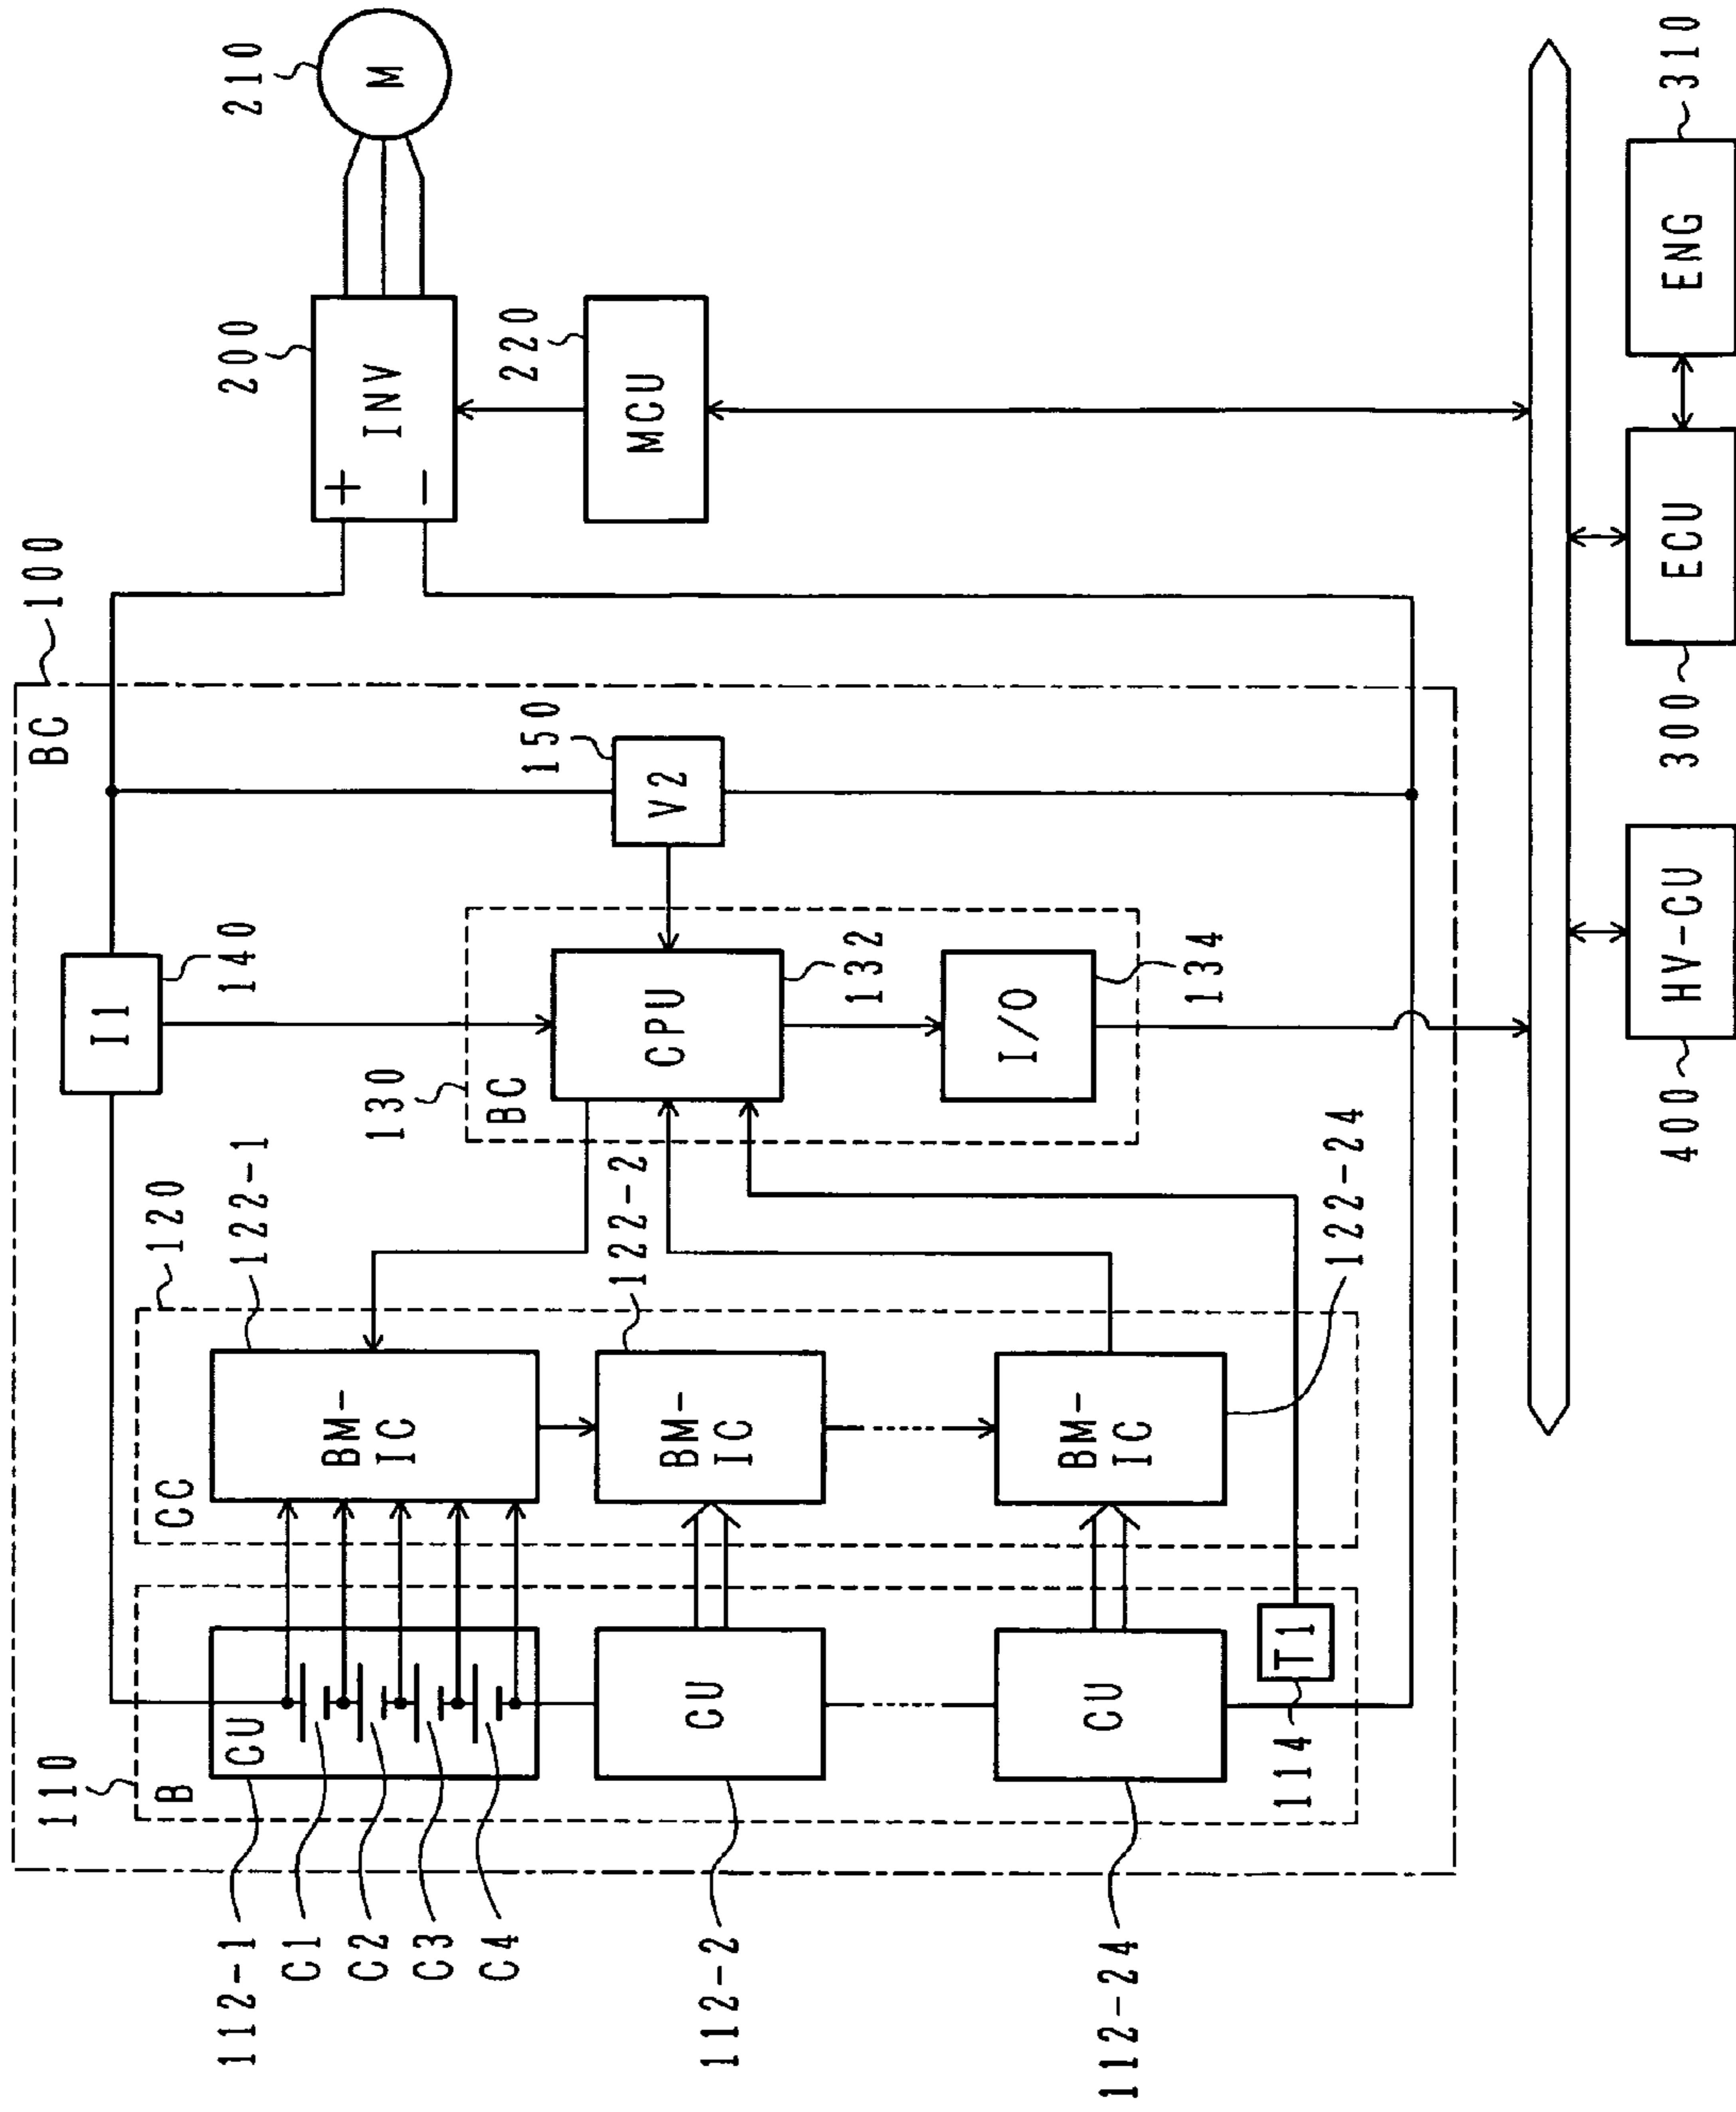 100
BC
110
B
112-1
CU
C1
C2
C3
C4
112-2
CU
112-24
CU
114
T1
120
CC
122-1
BM-
IC
122-2
BM-
IC
122-24
BM-
IC
130
BC
CPU
132
I/O
134
I1
140
V2
150
200
INV
+
−
210
M
220
MCU
400
HV-CU
300
ECU
ENG
310